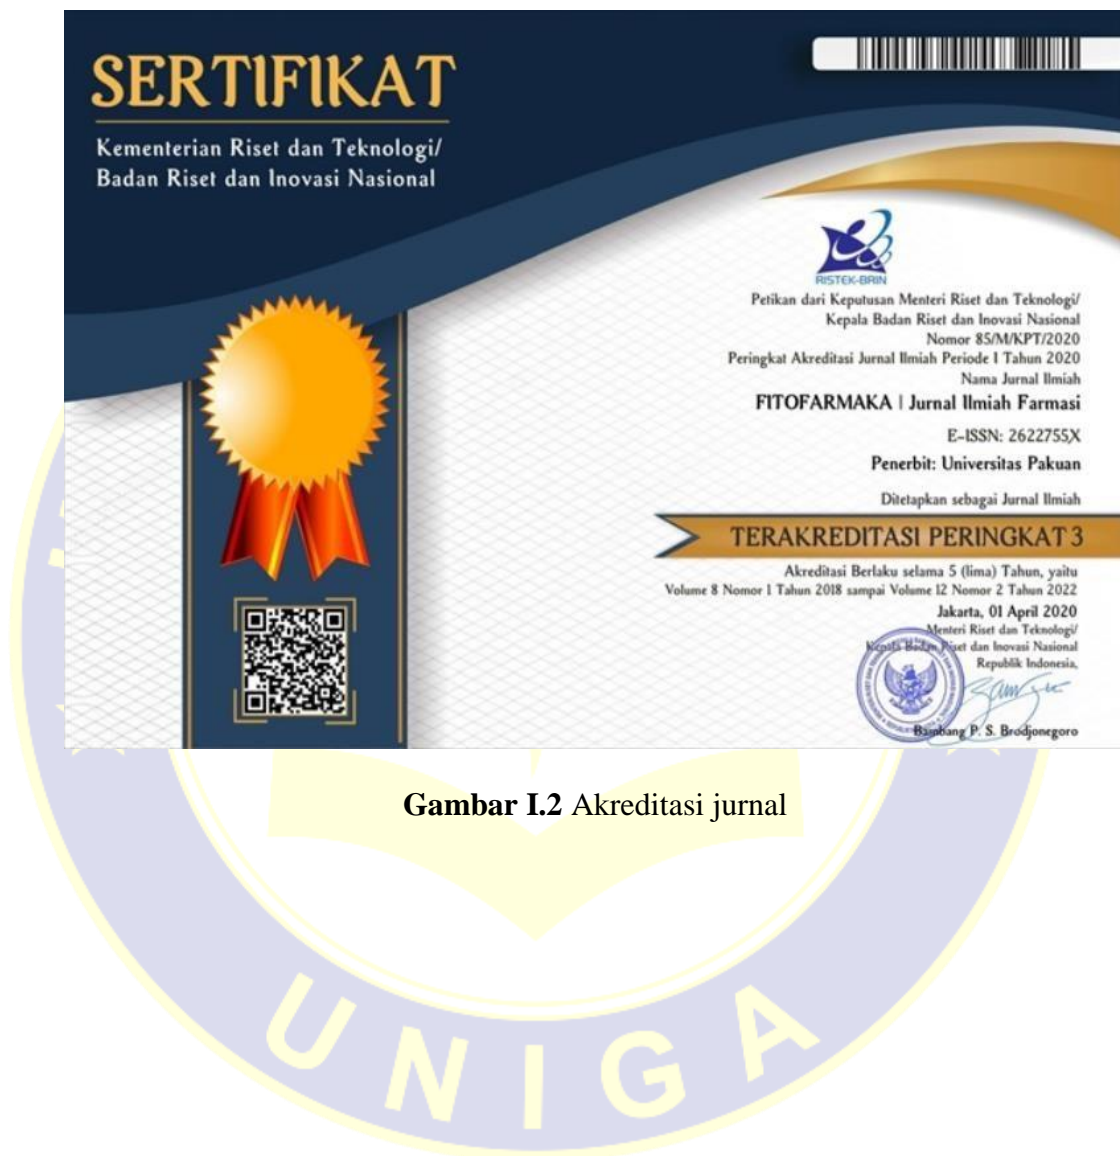 SERTIFIKAT
Kementerian Riset dan Teknologi/
Badan Riset dan Inovasi Nasional
RISTEK-BRIN
Petikan dari Keputusan Menteri Riset dan Teknologi/
Kepala Badan Riset dan Inovasi Nasional
Nomor 85/M/KPT/2020
Peringkat Akreditasi Jurnal Ilmiah Periode I Tahun 2020
Nama Jurnal Ilmiah
FITOFARMAKA | Jurnal Ilmiah Farmasi
E-ISSN: 2622755X
Penerbit: Universitas Pakuan
Ditetapkan sebagai Jurnal Ilmiah
TERAKREDITASI PERINGKAT 3
Akreditasi Berlaku selama 5 (lima) Tahun, yaitu
Volume 8 Nomor 1 Tahun 2018 sampai Volume 12 Nomor 2 Tahun 2022
Jakarta, 01 April 2020
Menteri Riset dan Teknologi/
Kepala Badan Riset dan Inovasi Nasional
Republik Indonesia,
Bambang P. S. Brodjonegoro
Gambar I.2 Akreditasi jurnal
UNIGA